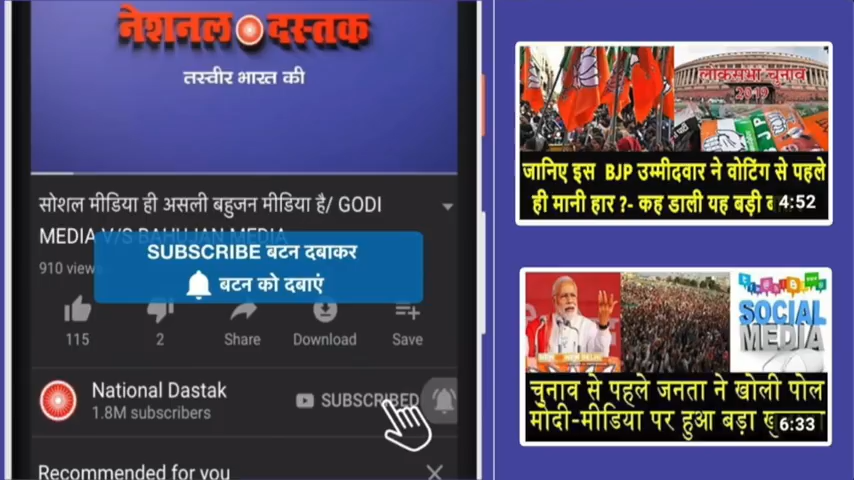 नेशनल दस्तक
तस्वीर भारत की
सोशल मीडिया ही असली बहुजन मीडिया है/ GODI
MEDIA V/S BAHUJAN MEDIA
910 views
SUBSCRIBE बटन दबाकर
बटन को दबाएं
115
2
Share
Download
Save
National Dastak
1.8M subscribers
SUBSCRIBED
Recommended for you
लोकसभा चुनाव
2019
BJP
जानिए इस BJP उम्मीदवार ने वोटिंग से पहले
ही मानी हार ?- कह डाली यह बड़ी
4:52
SOCIAL
MEDIA
चुनाव से पहले जनता ने खोली पोल
मोदी-मीडिया पर हुआ बड़ा
6:33